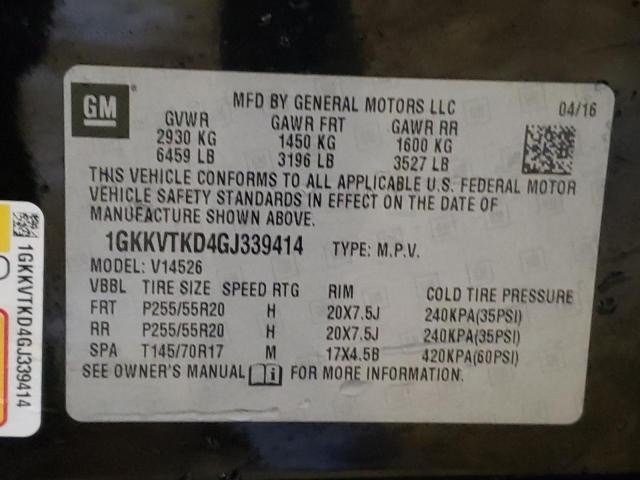 GM
MFD BY GENERAL MOTORS LLC
04/16
GVWR GAWR FRT GAWR RR
2930 KG 1450 KG 1600 KG
6459 LB 3196 LB 3527 LB
THIS VEHICLE CONFORMS TO ALL APPLICABLE U.S. FEDERAL MOTOR
VEHICLE SAFETY STANDARDS IN EFFECT ON THE DATE OF
MANUFACTURE SHOWN ABOVE.
1GKKVTKD4GJ339414 TYPE: M.P.V.
MODEL: V14526
VBBL TIRE SIZE SPEED RTG RIM COLD TIRE PRESSURE
FRT P255/55R20 H 20X7.5J 240KPA(35PSI)
RR P255/55R20 H 20X7.5J 240KPA(35PSI)
SPA T145/70R17 M 17X4.5B 420KPA(60PSI)
SEE OWNER'S MANUAL FOR MORE INFORMATION.
1GKKVTKD4GJ339414